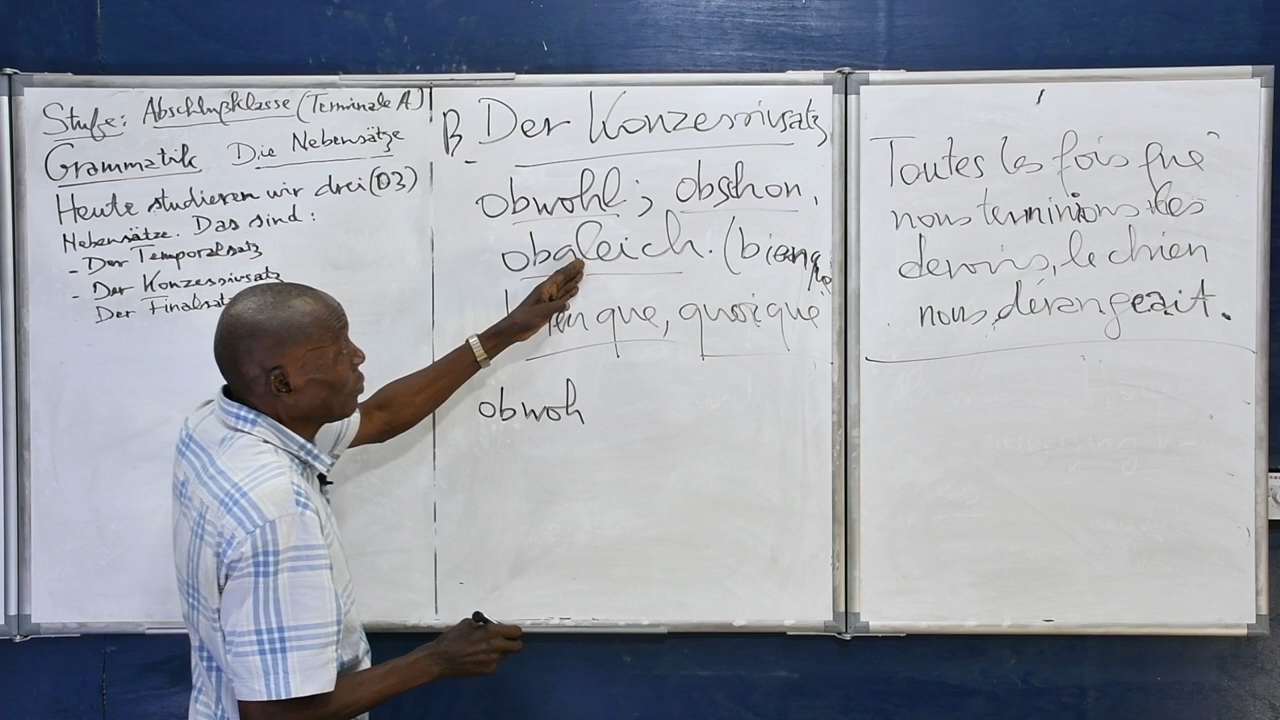 Stufe: Abschlußklasse (Terminale A)
Grammatik Die Nebensätze
Heute studieren wir drei (03)
Nebensätze. Das sind:
- Der Temporalsatz
- Der Konzessivsatz
Der Finalsatz
B. Der Konzessivsatz
obwohl; obschon,
obgleich. (bien que
bien que, quoique
obwoh
Toutes les fois que
nous terminions les
devoirs, le chien
nous dérangeait.